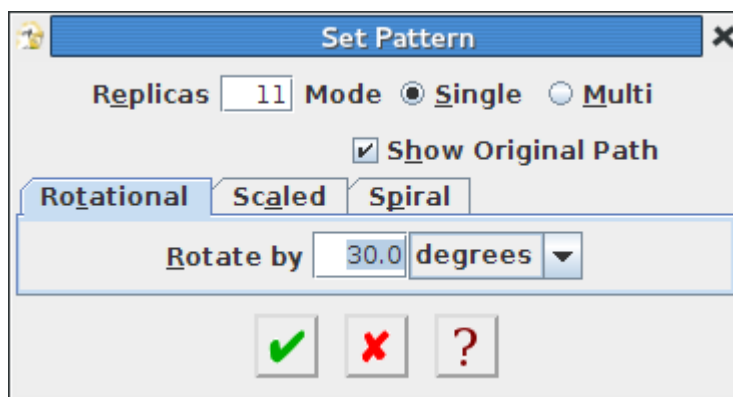 Set Pattern
Replicas 11 Mode Single Multi
Show Original Path
Rotational Scaled Spiral
Rotate by 30.0 degrees
?